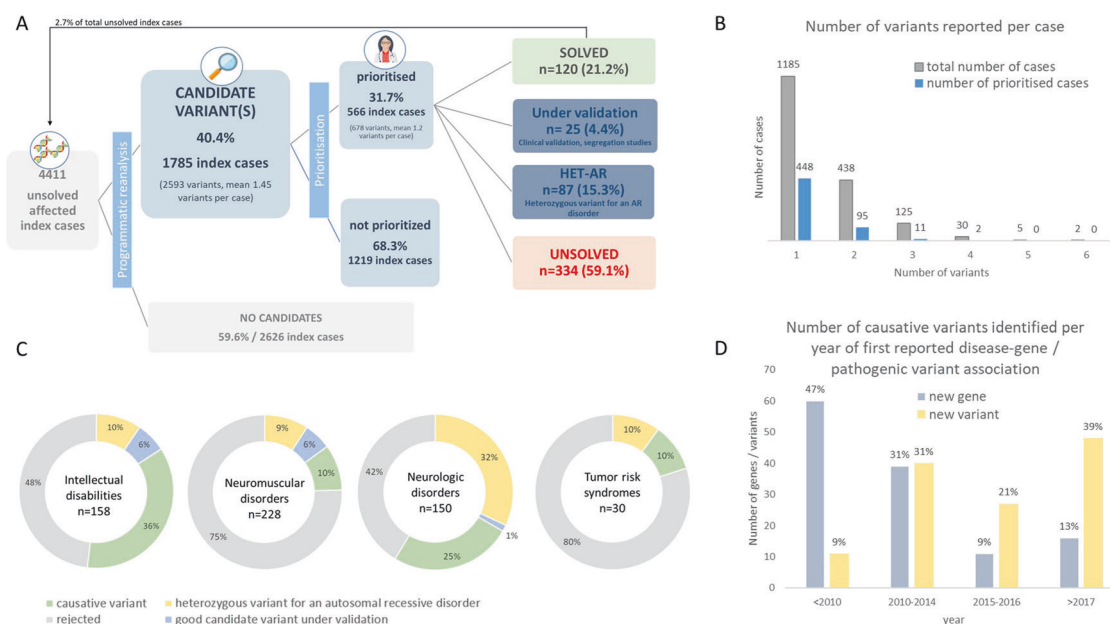 A
2.7% of total unsolved index cases
4411
unsolved
affected
index cases
Programmatic reanalysis
CANDIDATE
VARIANT(S)
40.4%
1785 index cases
(2593 variants, mean 1.45
variants per case)
NO CANDIDATES
59.6% / 2626 index cases
Prioritisation
prioritised
31.7%
566 index cases
(678 variants, mean 1.2
variants per case)
not prioritized
68.3%
1219 index cases
SOLVED
n=120 (21.2%)
Under validation
n= 25 (4.4%)
Clinical validation, segregation studies
HET-AR
n=87 (15.3%)
Heterozygous variant for an AR
disorder
UNSOLVED
n=334 (59.1%)
B
Number of variants reported per case
total number of cases
number of prioritised cases
Number of cases
1185
448
438
95
125
11
30
2
5
0
2
0
1
2
3
4
5
6
Number of variants
C
10%
6%
36%
48%
Intellectual
disabilities
n=158
9%
6%
10%
75%
Neuromuscular
disorders
n=228
32%
1%
25%
42%
Neurologic
disorders
n=150
10%
10%
80%
Tumor risk
syndromes
n=30
causative variant
heterozygous variant for an autosomal recessive disorder
rejected
good candidate variant under validation
D
Number of causative variants identified per
year of first reported disease-gene /
pathogenic variant association
new gene
new variant
Number of genes / variants
70
60
50
40
30
20
10
0
47%
9%
31%
31%
9%
21%
13%
39%
<2010
2010-2014
2015-2016
>2017
year